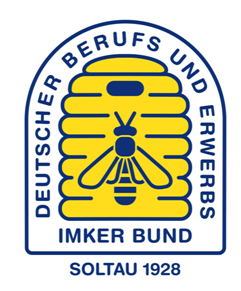 DEUTSCHER BERUFS UND ERWERBS
IMKER BUND
SOLTAU 1928